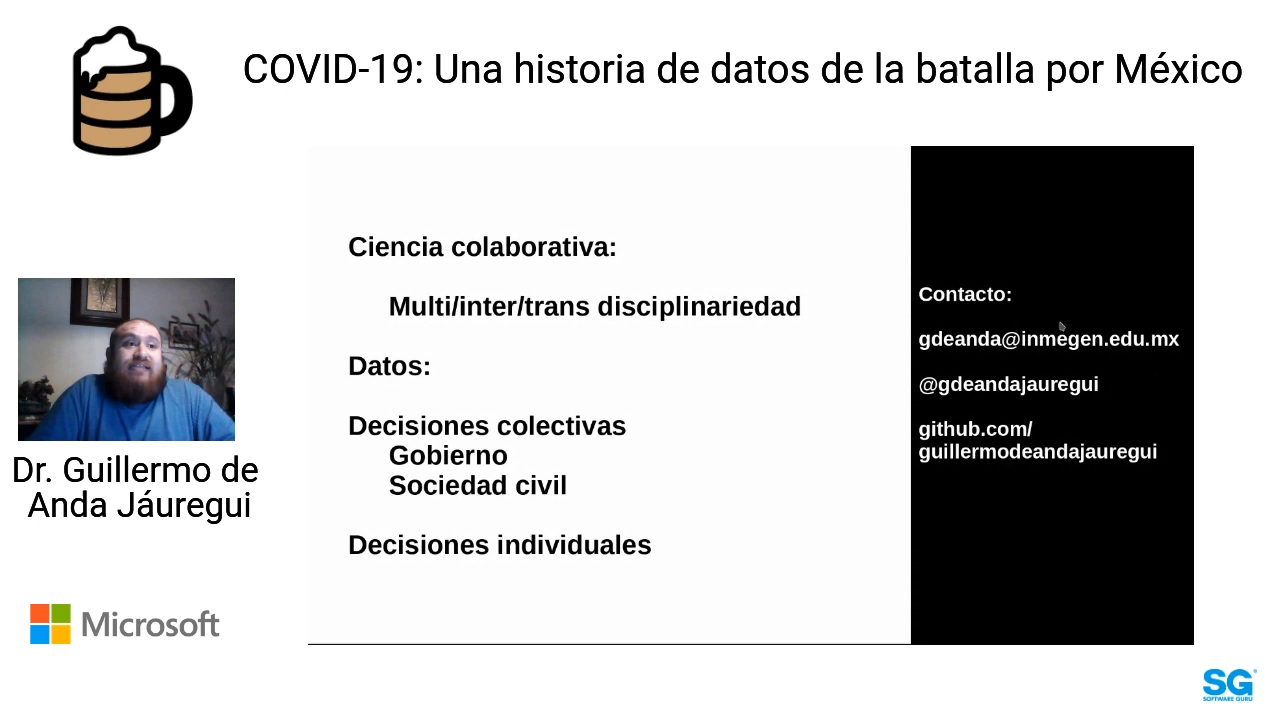 COVID-19: Una historia de datos de la batalla por México
Ciencia colaborativa:
Multi/inter/trans disciplinariedad
Datos:
Decisiones colectivas
Gobierno
Sociedad civil
Decisiones individuales
Contacto:
gdeanda@inmegen.edu.mx
@gdeandajauregui
github.com/
guillermodeandajauregui
Dr. Guillermo de
Anda Jáuregui
Microsoft
SG
SOFTWARE GURU